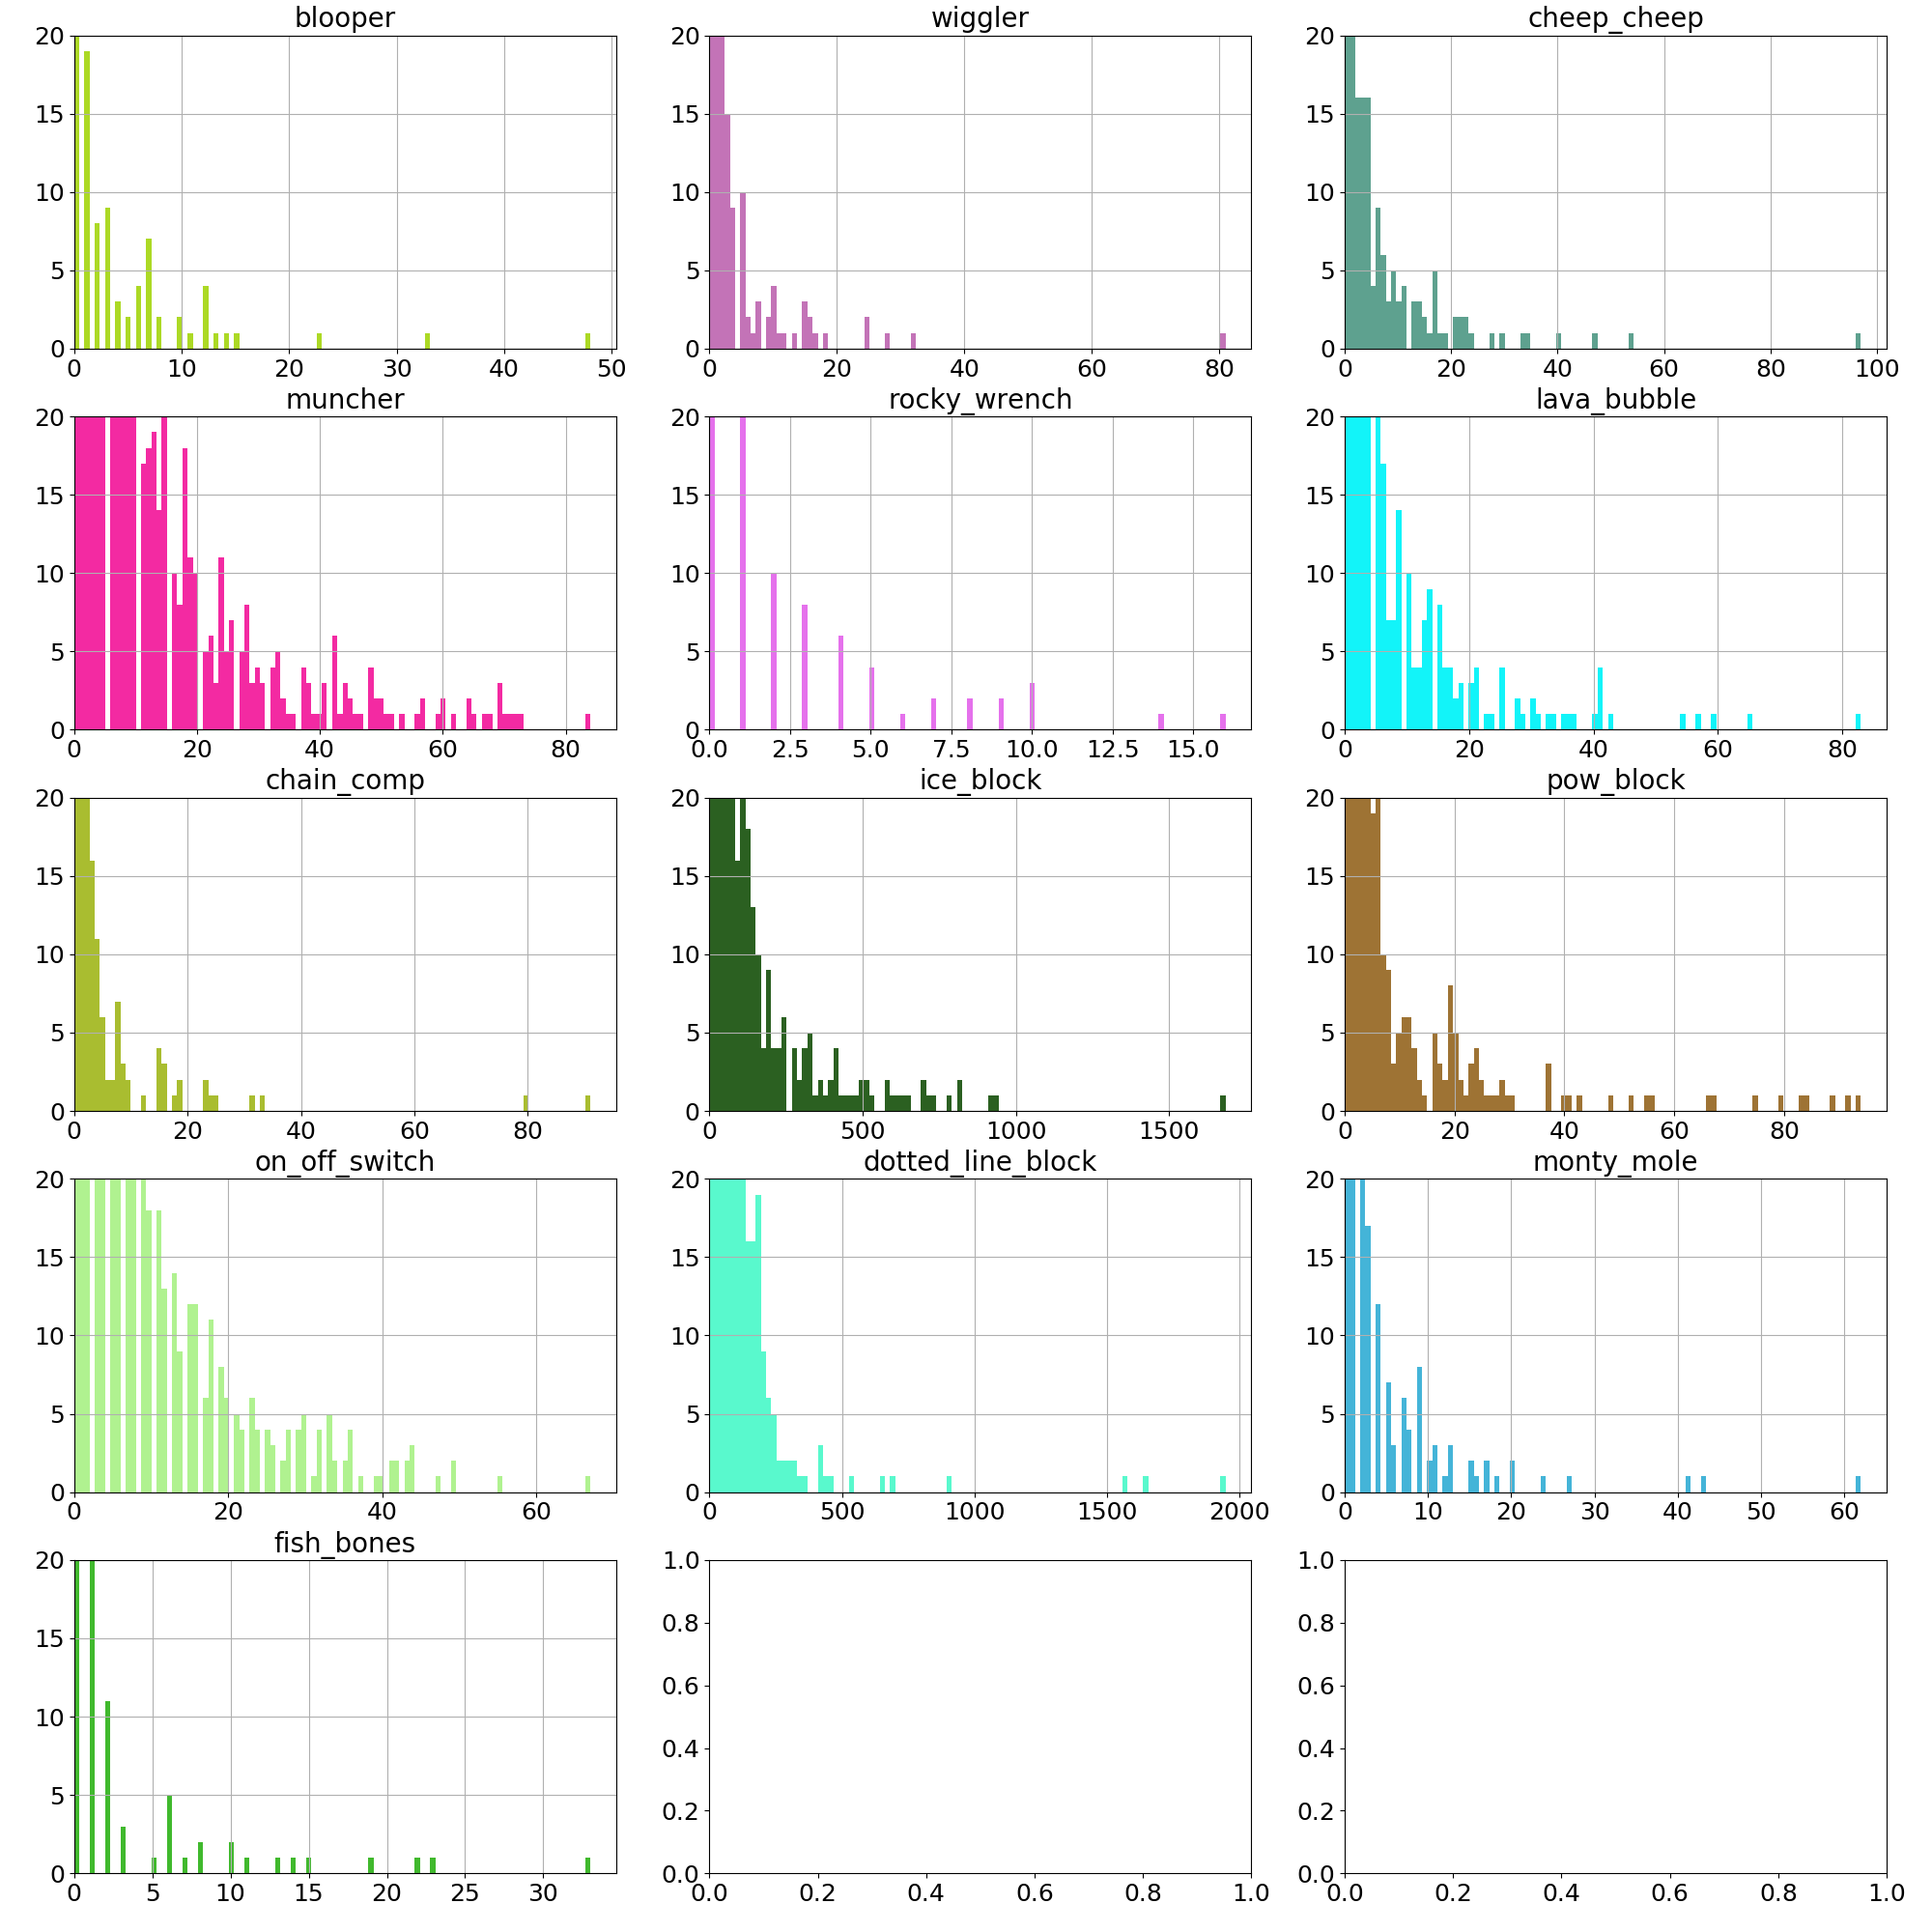 blooper wiggler cheep_cheep
20 20 20
15 15 15
10 10 10
5 5 5
0 0 0
0 10 20 30 40 50 0 20 40 60 80 0 20 40 60 80 100
muncher rocky_wrench lava_bubble
20 20 20
15 15 15
10 10 10
5 5 5
0 0 0
0 20 40 60 80 0.0 2.5 5.0 7.5 10.0 12.5 15.0 0 20 40 60 80
chain_comp ice_block pow_block
20 20 20
15 15 15
10 10 10
5 5 5
0 0 0
0 20 40 60 80 0 500 1000 1500 0 20 40 60 80
on_off_switch dotted_line_block monty_mole
20 20 20
15 15 15
10 10 10
5 5 5
0 0 0
0 20 40 60 0 500 1000 1500 2000 0 10 20 30 40 50 60
fish_bones
20 1.0 1.0
15 0.8 0.8
10 0.6 0.6
5 0.4 0.4
0 0.2 0.2
0.0 0.0
0 5 10 15 20 25 30 0.0 0.2 0.4 0.6 0.8 1.0 0.0 0.2 0.4 0.6 0.8 1.0